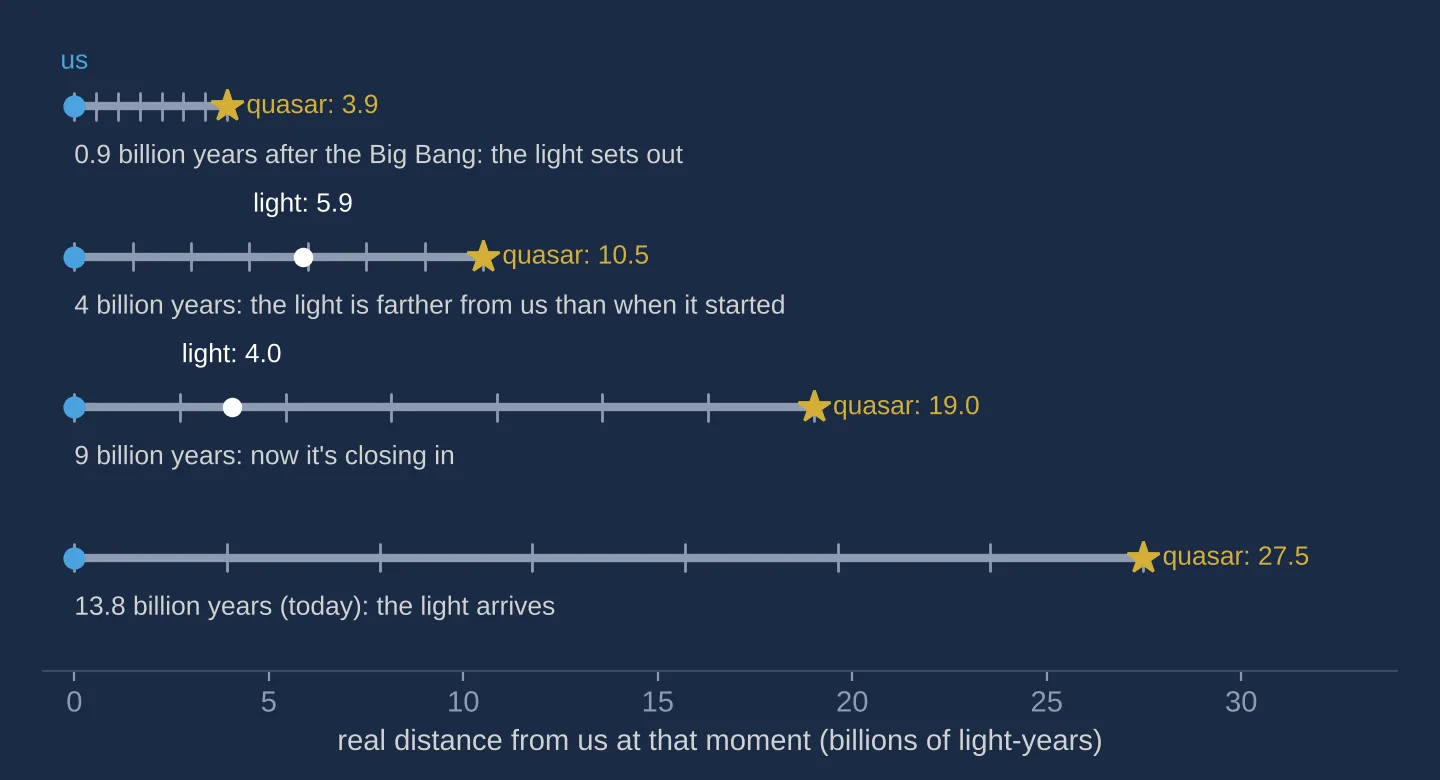 us
quasar: 3.9
0.9 billion years after the Big Bang: the light sets out
light: 5.9
quasar: 10.5
4 billion years: the light is farther from us than when it started
light: 4.0
quasar: 19.0
9 billion years: now it's closing in
quasar: 27.5
13.8 billion years (today): the light arrives
0 5 10 15 20 25 30
real distance from us at that moment (billions of light-years)